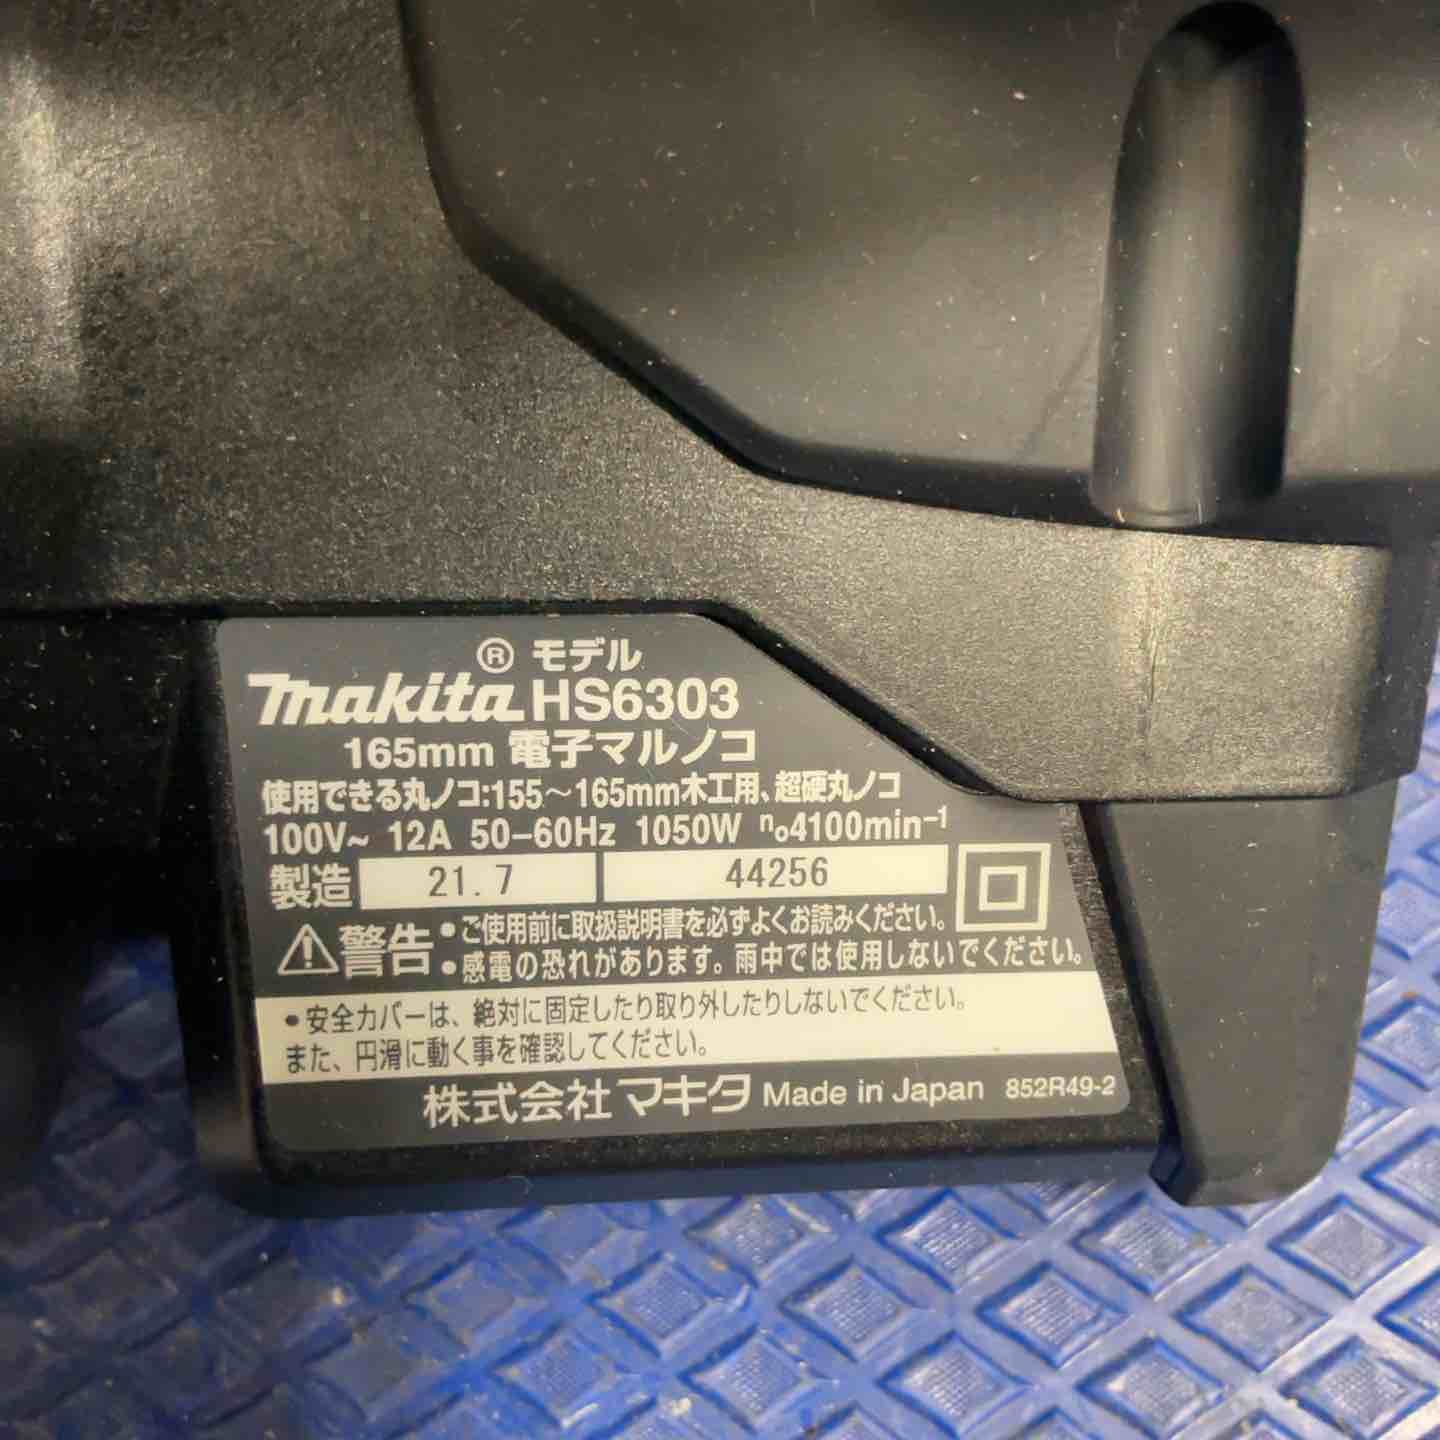 ® モデル
makita HS6303
165mm 電子マルノコ
使用できる丸ノコ:155～165mm木工用、超硬丸ノコ
100V~ 12A 50-60Hz 1050W no4100min-1
製造 21.7 44256
警告 •ご使用前に取扱説明書を必ずよくお読みください。
•感電の恐れがあります。雨中では使用しないでください。
•安全カバーは、絶対に固定したり取り外したりしないでください。
また、円滑に動く事を確認してください。
株式会社マキタ Made in Japan 852R49-2